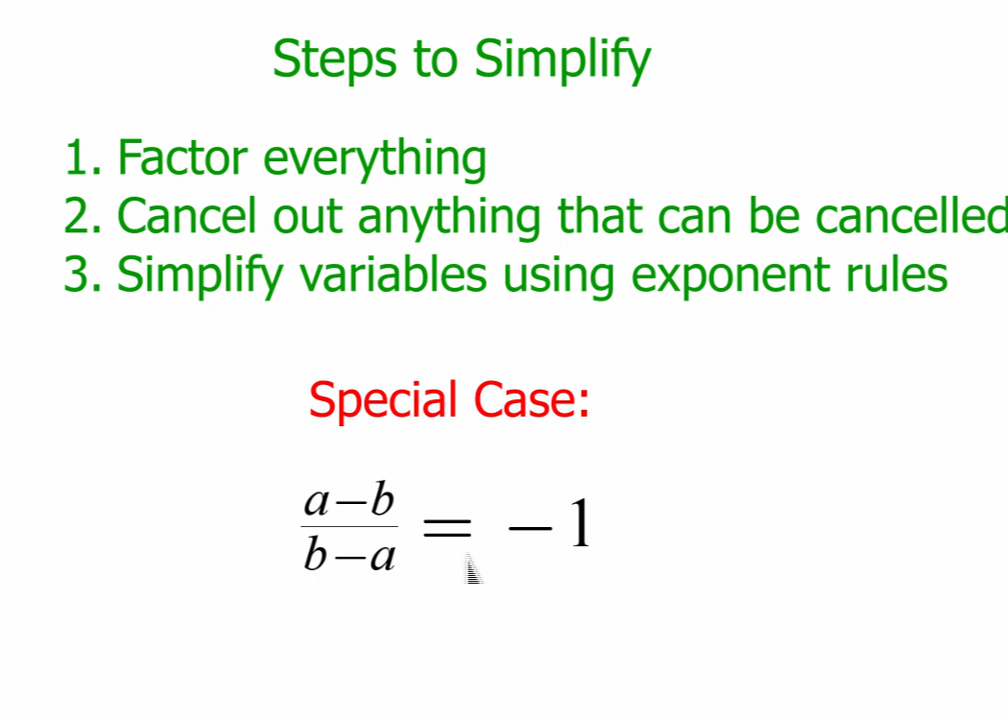 Steps to Simplify
1. Factor everything
2. Cancel out anything that can be cancelled
3. Simplify variables using exponent rules
Special Case:
a−b
b−a
= −1